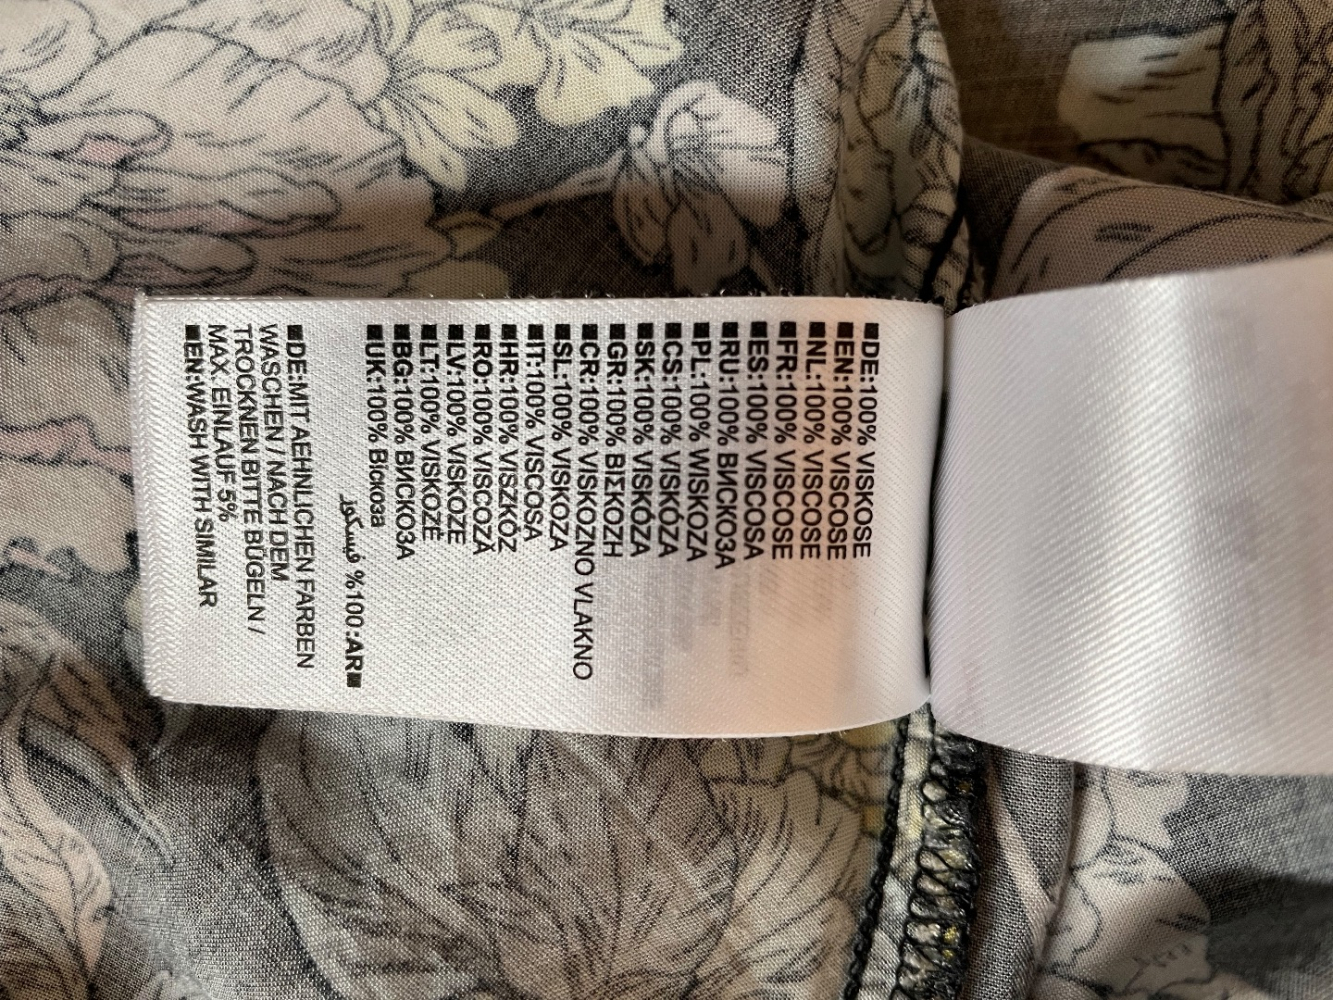 ■DE:100% VISKOSE
■EN:100% VISCOSE
■NL:100% VISCOSE
■FR:100% VISCOSE
■ES:100% VISCOSA
■RU:100% ВИСКОЗА
■PL:100% WISKOZA
■CS:100% VISKÓZA
■SK:100% VISKÓZA
■GR:100% ΒΙΣΚΟΖΗ
■CR:100% VISKOZNO VLAKNO
■SL:100% VISKOZA
■IT:100% VISCOSA
■HR:100% VISZKÓZ
■RO:100% VISCOZĂ
■LV:100% VISKOZE
■LT:100% VISKOZĖ
■BG:100% ВИСКОЗА
■UK:100% Віскоза
■AR:100% فيسكوز
■DE:MIT AEHNLICHEN FARBEN
WASCHEN / NACH DEM
TROCKNEN BITTE BÜGELN /
MAX. EINLAUF 5%
■EN:WASH WITH SIMILAR